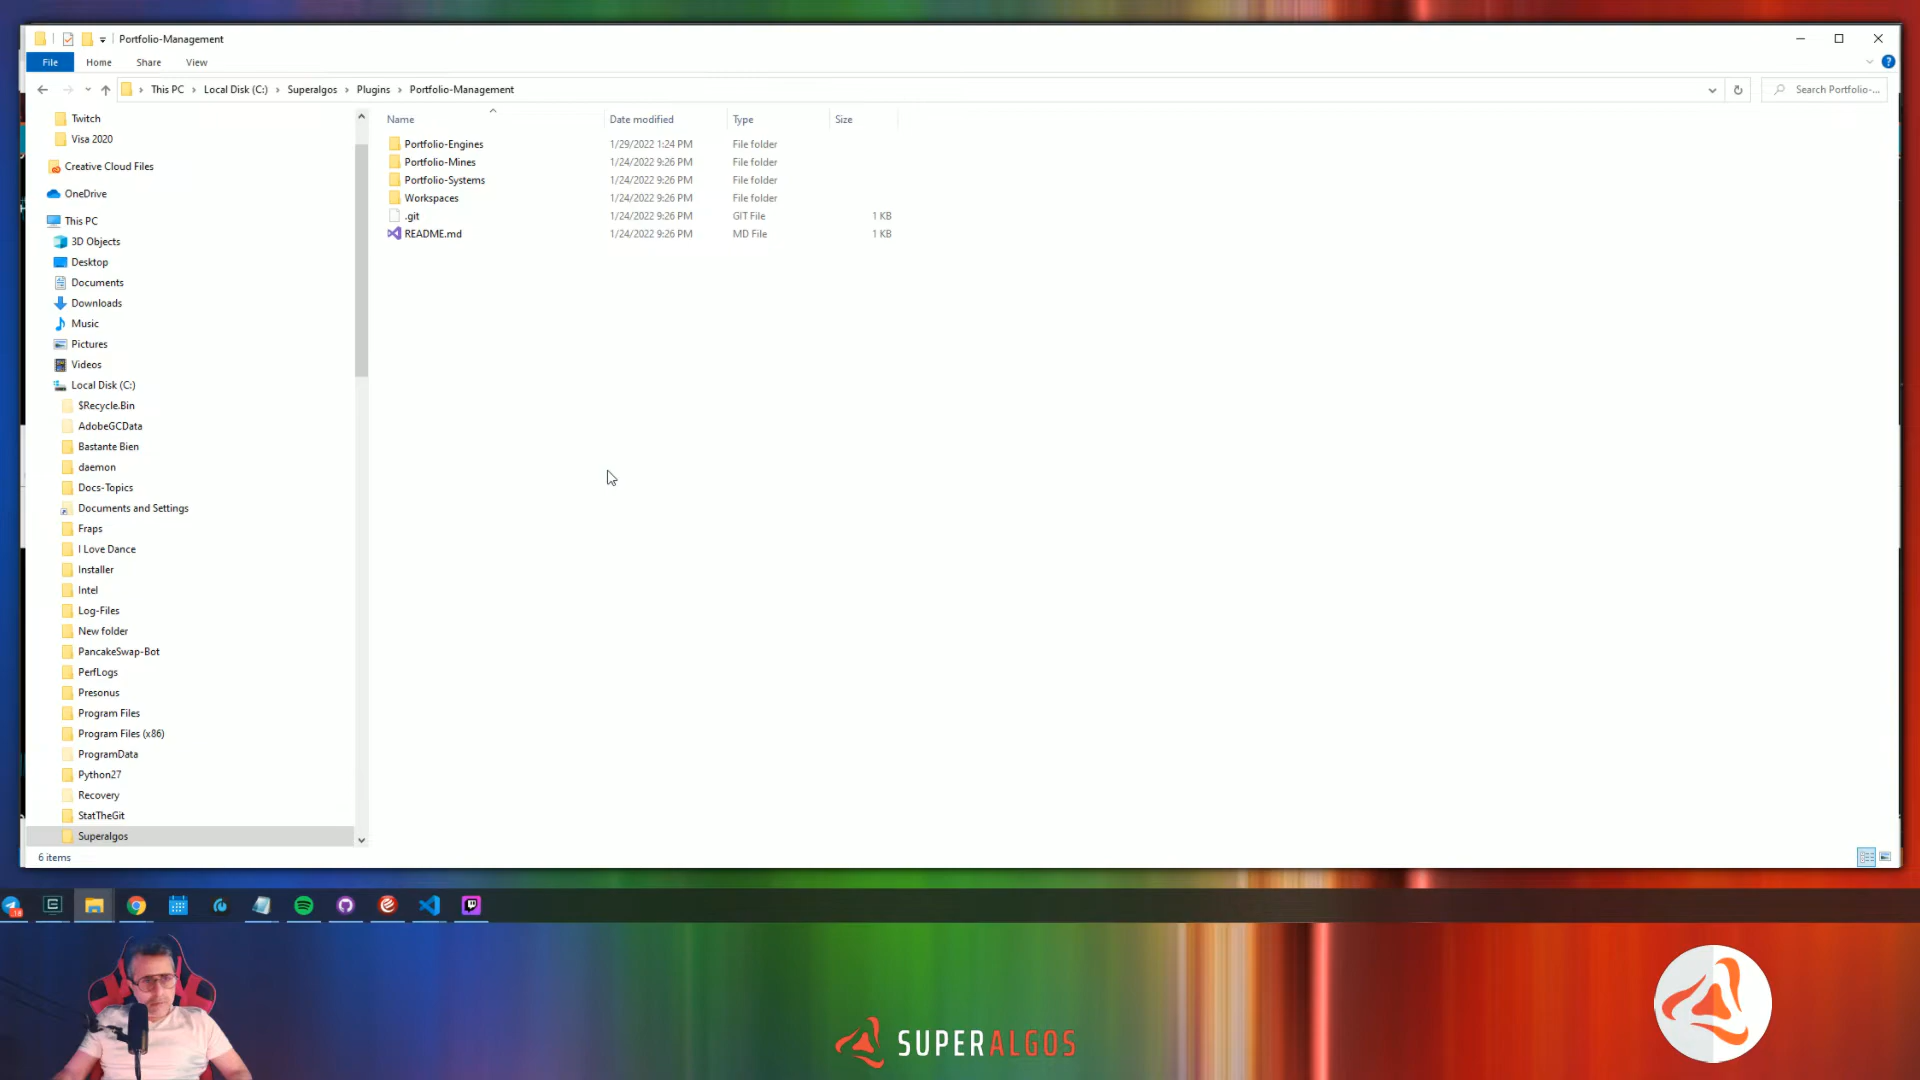 Portfolio-Management
File Home Share View
This PC Local Disk (C:) Superalgos Plugins Portfolio-Management
Search Portfolio-...
Name Date modified Type Size
Portfolio-Engines 1/29/2022 1:24 PM File folder
Portfolio-Mines 1/24/2022 9:26 PM File folder
Portfolio-Systems 1/24/2022 9:26 PM File folder
Workspaces 1/24/2022 9:26 PM File folder
.git 1/24/2022 9:26 PM GIT File 1 KB
README.md 1/24/2022 9:26 PM MD File 1 KB
Twitch
Visa 2020
Creative Cloud Files
OneDrive
This PC
3D Objects
Desktop
Documents
Downloads
Music
Pictures
Videos
Local Disk (C:)
$Recycle.Bin
AdobeGCData
Bastante Bien
daemon
Docs-Topics
Documents and Settings
Fraps
I Love Dance
Installer
Intel
Log-Files
New folder
PancakeSwap-Bot
PerfLogs
Presonus
Program Files
Program Files (x86)
ProgramData
Python27
Recovery
StatTheGit
Superalgos
6 items
SUPERALGOS